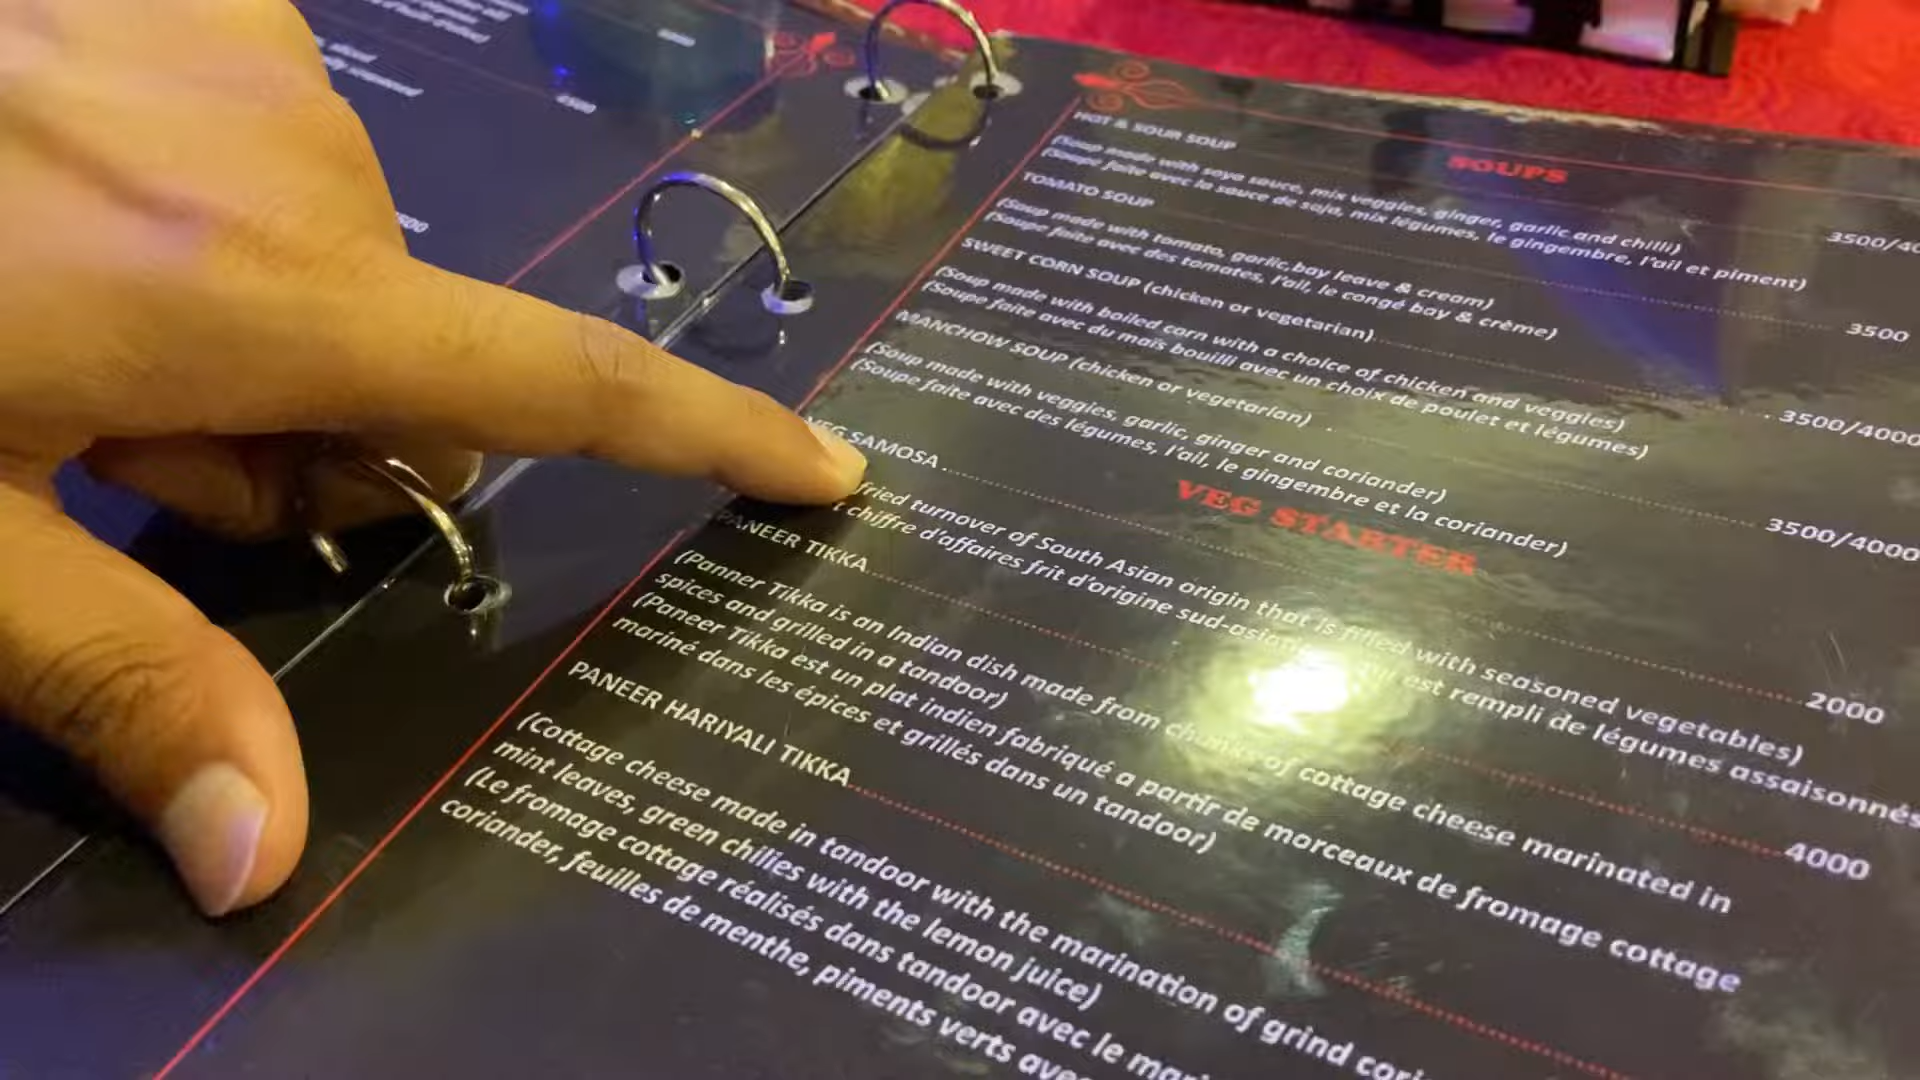 4500
SOUPS
HOT & SOUR SOUP
(Soup made with soya sauce, mix veggies, ginger, garlic and chilli)
(Soupe faite avec la sauce de soja, mix légumes, le gingembre, l'ail et piment)
TOMATO SOUP 3500
(Soup made with tomato, garlic,bay leave & cream)
(Soupe faite avec des tomates, l'ail, le congé bay & crème)
SWEET CORN SOUP (chicken or vegetarian) 3500/4000
(Soup made with boiled corn with a choice of chicken and veggies)
(Soupe faite avec du maïs bouilli avec un choix de poulet et légumes)
MANCHOW SOUP (chicken or vegetarian) 3500/4000
(Soup made with veggies, garlic, ginger and coriander)
(Soupe faite avec des légumes, l'ail, le gingembre et la coriander)
VEG STARTER
VEG SAMOSA 2000
fried turnover of South Asian origin that is filled with seasoned vegetables)
chiffre d'affaires frit d'origine qui est rempli de légumes assaisonnés
PANEER TIKKA 4000
(Panner Tikka is an Indian dish made from chunks of cottage cheese marinated in
spices and grilled in a tandoor)
(Paneer Tikka est un plat indien fabriqué a partir de morceaux de fromage cottage
mariné dans les épices et grillés dans un tandoor)
PANEER HARIYALI TIKKA
(Cottage cheese made in tandoor with the marination of grind
mint leaves, green chilies with the lemon juice)
(Le fromage cottage réalisés dans tandoor avec le
coriander, feuilles de menthe, piments verts